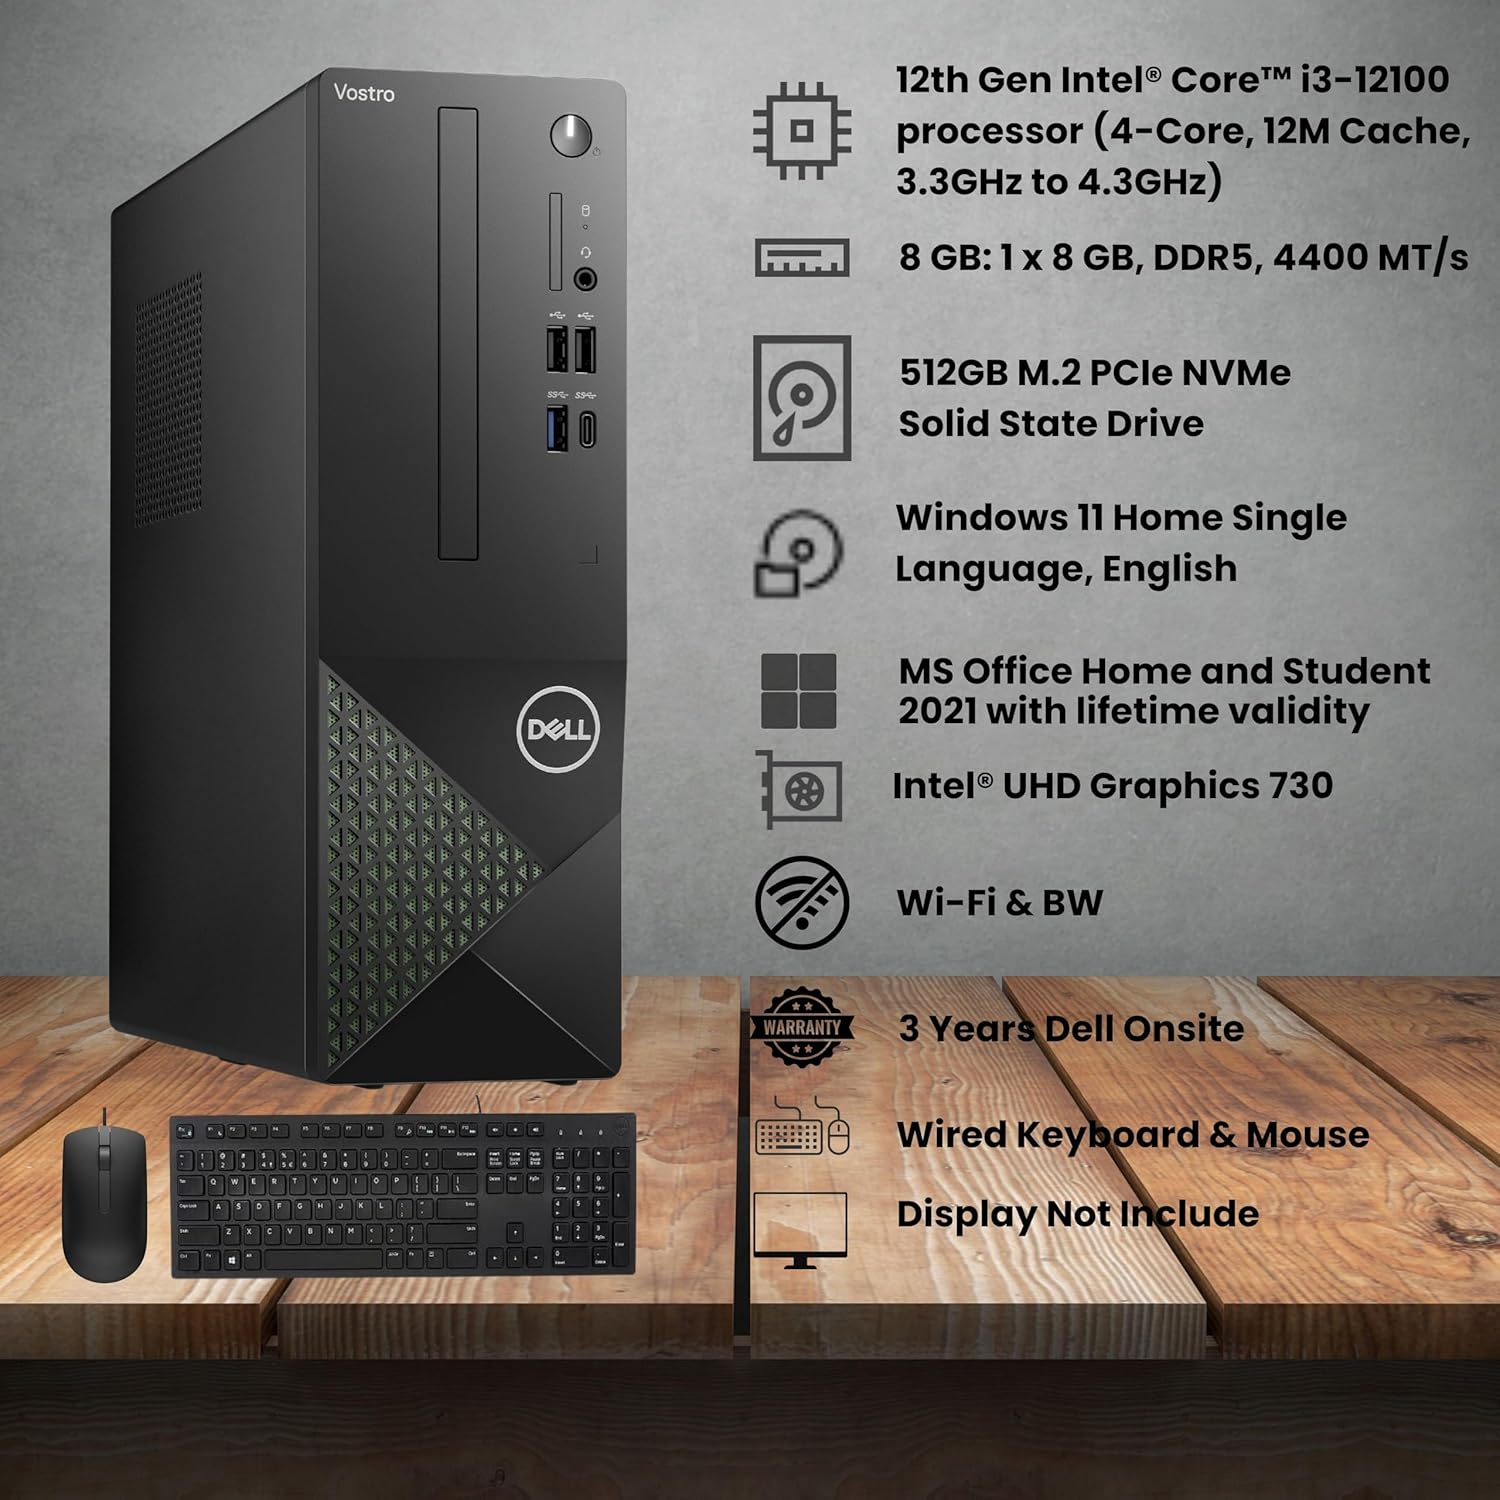 Vostro
DELL
12th Gen Intel® Core™ i3-12100
processor (4-Core, 12M Cache,
3.3GHz to 4.3GHz)
8 GB: 1 x 8 GB, DDR5, 4400 MT/s
512GB M.2 PCIe NVMe
Solid State Drive
Windows 11 Home Single
Language, English
MS Office Home and Student
2021 with lifetime validity
Intel® UHD Graphics 730
Wi-Fi & BW
WARRANTY
3 Years Dell Onsite
Wired Keyboard & Mouse
Display Not Include